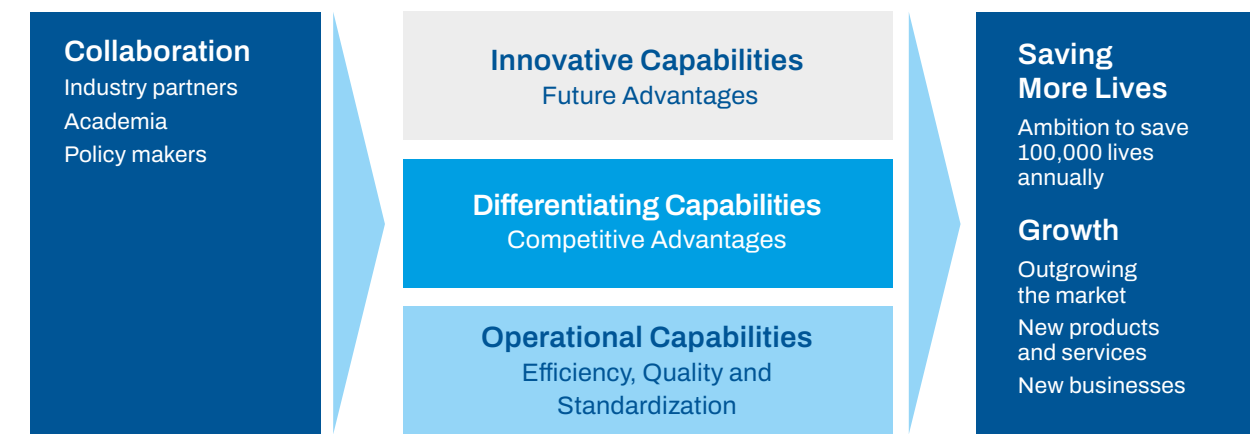 Collaboration
Industry partners
Academia
Policy makers
Innovative Capabilities
Future Advantages
Differentiating Capabilities
Competitive Advantages
Operational Capabilities
Efficiency, Quality and
Standardization
Saving
More Lives
Ambition to save
100,000 lives
annually
Growth
Outgrowing
the market
New products
and services
New businesses